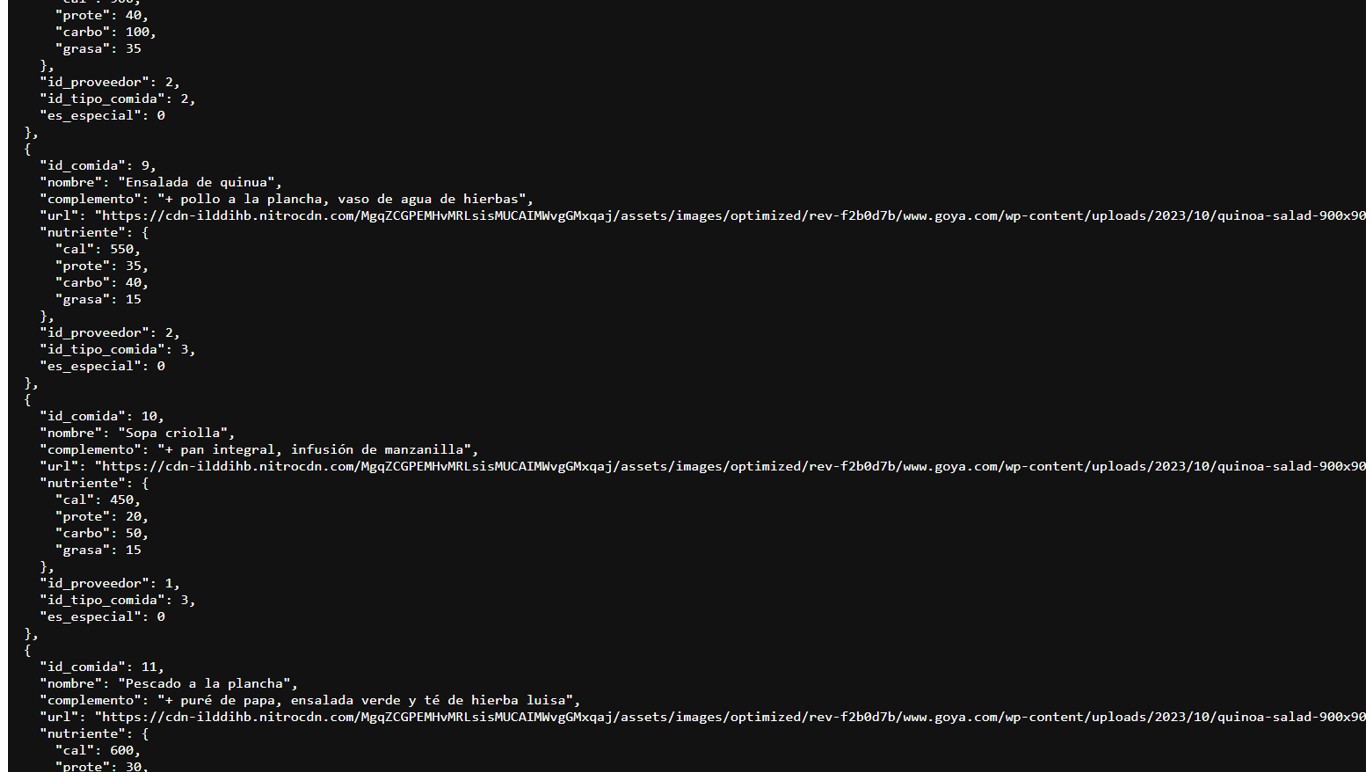 "cal": 900,
"prote": 40,
"carbo": 100,
"grasa": 35
},
"id_proveedor": 2,
"id_tipo_comida": 2,
"es_especial": 0
},
{
"id_comida": 9,
"nombre": "Ensalada de quinua",
"complemento": "+ pollo a la plancha, vaso de agua de hierbas",
"url": "https://cdn-ilddihb.nitrocdn.com/MgqZCGPEMHvMRLsisMUCAIMWvgGMxqaj/assets/images/optimized/rev-f2b0d7b/www.goya.com/wp-content/uploads/2023/10/quinoa-salad-900x90
"nutriente": {
"cal": 550,
"prote": 35,
"carbo": 40,
"grasa": 15
},
"id_proveedor": 2,
"id_tipo_comida": 3,
"es_especial": 0
},
{
"id_comida": 10,
"nombre": "Sopa criolla",
"complemento": "+ pan integral, infusión de manzanilla",
"url": "https://cdn-ilddihb.nitrocdn.com/MgqZCGPEMHvMRLsisMUCAIMWvgGMxqaj/assets/images/optimized/rev-f2b0d7b/www.goya.com/wp-content/uploads/2023/10/quinoa-salad-900x90
"nutriente": {
"cal": 450,
"prote": 20,
"carbo": 50,
"grasa": 15
},
"id_proveedor": 1,
"id_tipo_comida": 3,
"es_especial": 0
},
{
"id_comida": 11,
"nombre": "Pescado a la plancha",
"complemento": "+ puré de papa, ensalada verde y té de hierba luisa",
"url": "https://cdn-ilddihb.nitrocdn.com/MgqZCGPEMHvMRLsisMUCAIMWvgGMxqaj/assets/images/optimized/rev-f2b0d7b/www.goya.com/wp-content/uploads/2023/10/quinoa-salad-900x90
"nutriente": {
"cal": 600,
"prote": 30,